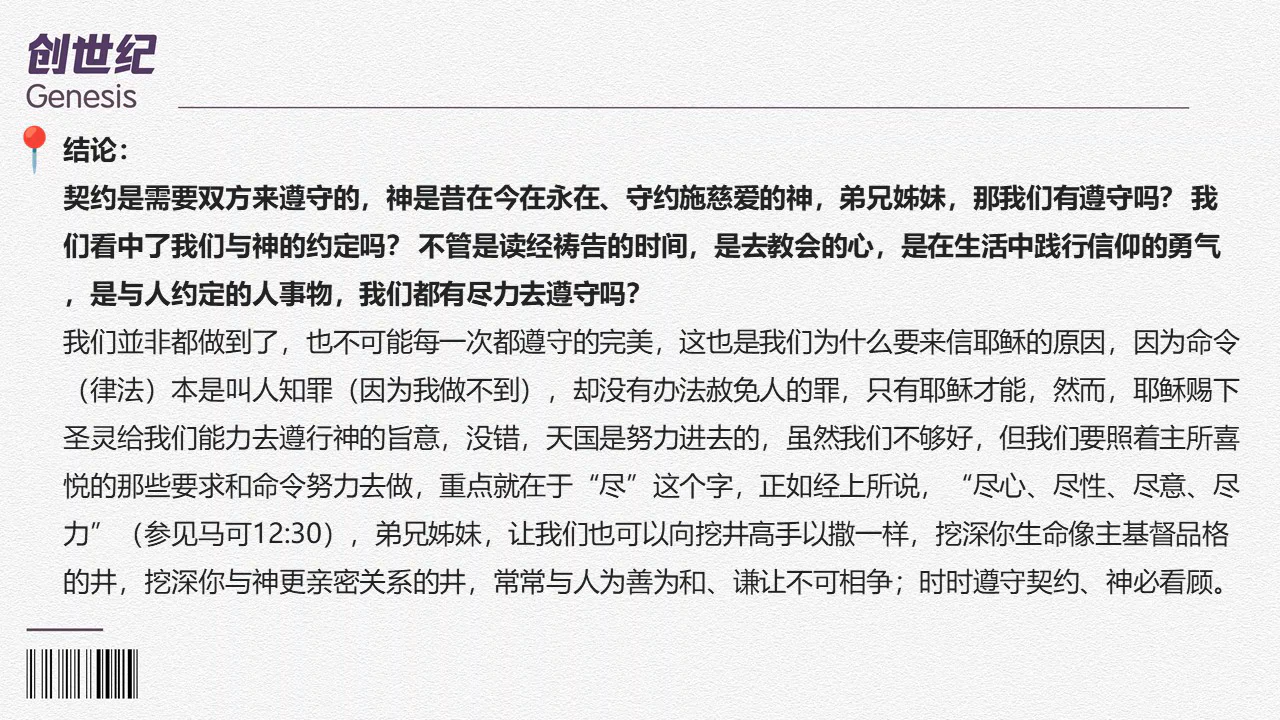 创世纪
Genesis
结论：
契约是需要双方来遵守的，神是昔在今在永在、守约施慈爱的神，弟兄姊妹，那我们有遵守吗？ 我
们看中了我们与神的约定吗？ 不管是读经祷告的时间，是去教会的心，是在生活中践行信仰的勇气
，是与人约定的人事物，我们都有尽力去遵守吗？
我们並非都做到了，也不可能每一次都遵守的完美，这也是我们为什么要来信耶稣的原因，因为命令
（律法）本是叫人知罪（因为我做不到），却没有办法赦免人的罪，只有耶稣才能，然而，耶稣赐下
圣灵给我们能力去遵行神的旨意，没错，天国是努力进去的，虽然我们不够好，但我们要照着主所喜
悦的那些要求和命令努力去做，重点就在于“尽”这个字，正如经上所说，“尽心、尽性、尽意、尽
力”（参见马可12:30），弟兄姊妹，让我们也可以向挖井高手以撒一样，挖深你生命像主基督品格
的井，挖深你与神更亲密关系的井，常常与人为善为和、谦让不可相争；时时遵守契约、神必看顾。